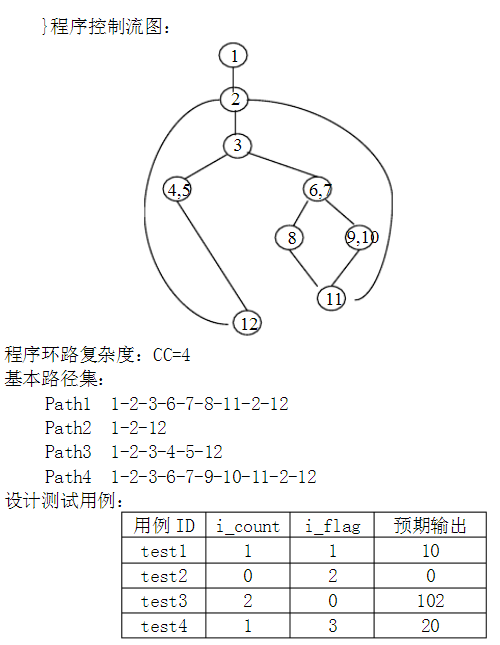 }程序控制流图:
1
2
3
4,5
6,7
8
9,10
11
12
程序环路复杂度: CC=4
基本路径集:
Path1 1-2-3-6-7-8-11-2-12
Path2 1-2-12
Path3 1-2-3-4-5-12
Path4 1-2-3-6-7-9-10-11-2-12
设计测试用例:
用例 ID i_count i_flag 预期输出
test1 1 1 10
test2 0 2 0
test3 2 0 102
test4 1 3 20